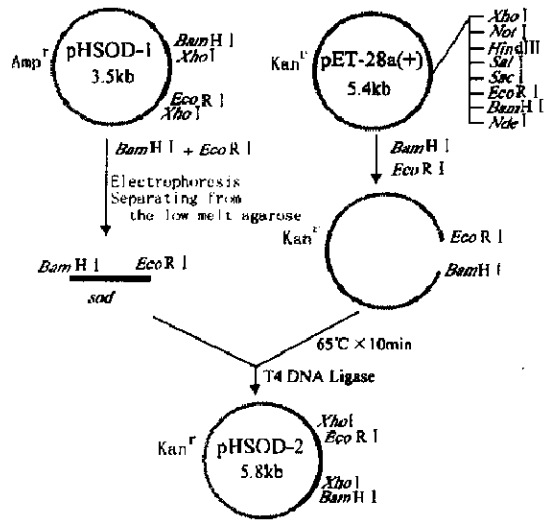 Amp r
pHSOD-1
3.5kb
BamH I
Xho I
EcoR I
Xho I
Kan r
pET-28a(+)
5.4kb
Xho I
Not I
Hind III
Sal I
Sac I
EcoR I
BamH I
Nde I
BamH I + EcoR I
Electrophoresis
Separating from
the low melt agarose
BamH I
EcoR I
BamH I
EcoR I
sod
Kan r
EcoR I
BamH I
65℃ ×10min
T4 DNA Ligase
Kan r
pHSOD-2
5.8kb
Xho I
EcoR I
Xho I
BamH I